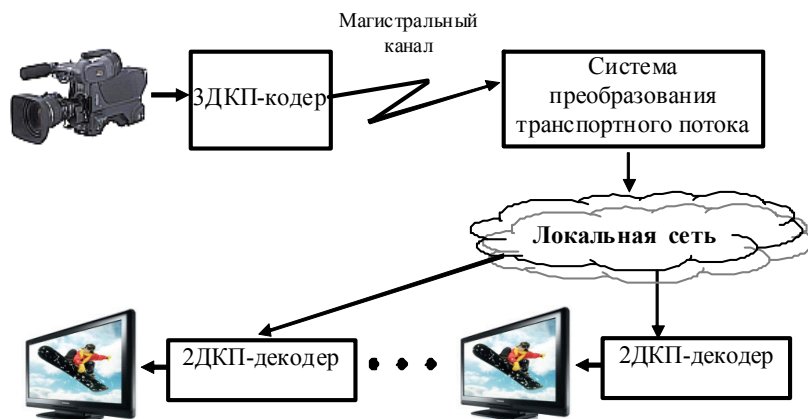 Магистральный
канал
3ДКП-кодер
Система
преобразования
транспортного потока
Локальная сеть
2ДКП-декодер
2ДКП-декодер